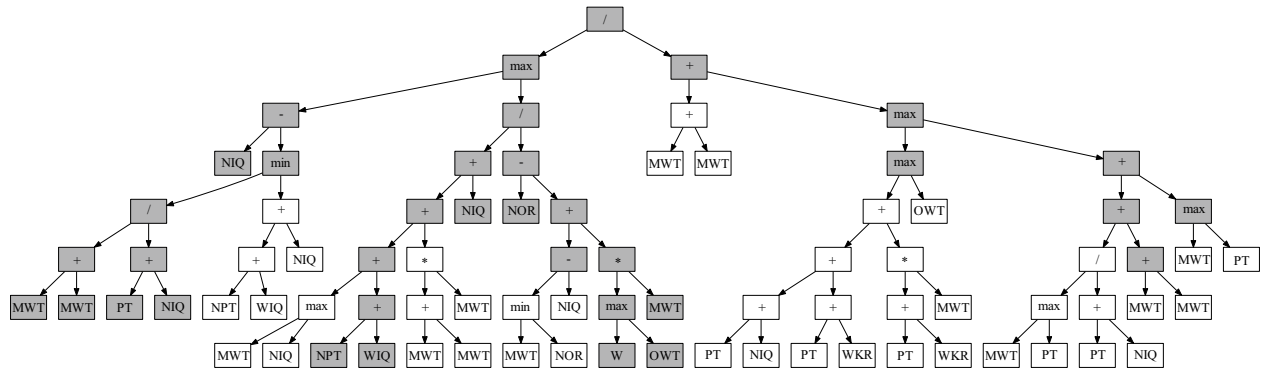 /
max +
- / + max
NIQ min + - MWT MWT max +
/ + + NIQ NOR + + OWT + max
+ + + NIQ + * - * + * / + MWT PT
MWT MWT PT NIQ NPT WIQ max + + MWT min NIQ max MWT + + + MWT max + MWT MWT
MWT NIQ NPT WIQ MWT MWT MWT NOR W OWT PT NIQ PT WKR PT WKR MWT PT PT NIQ